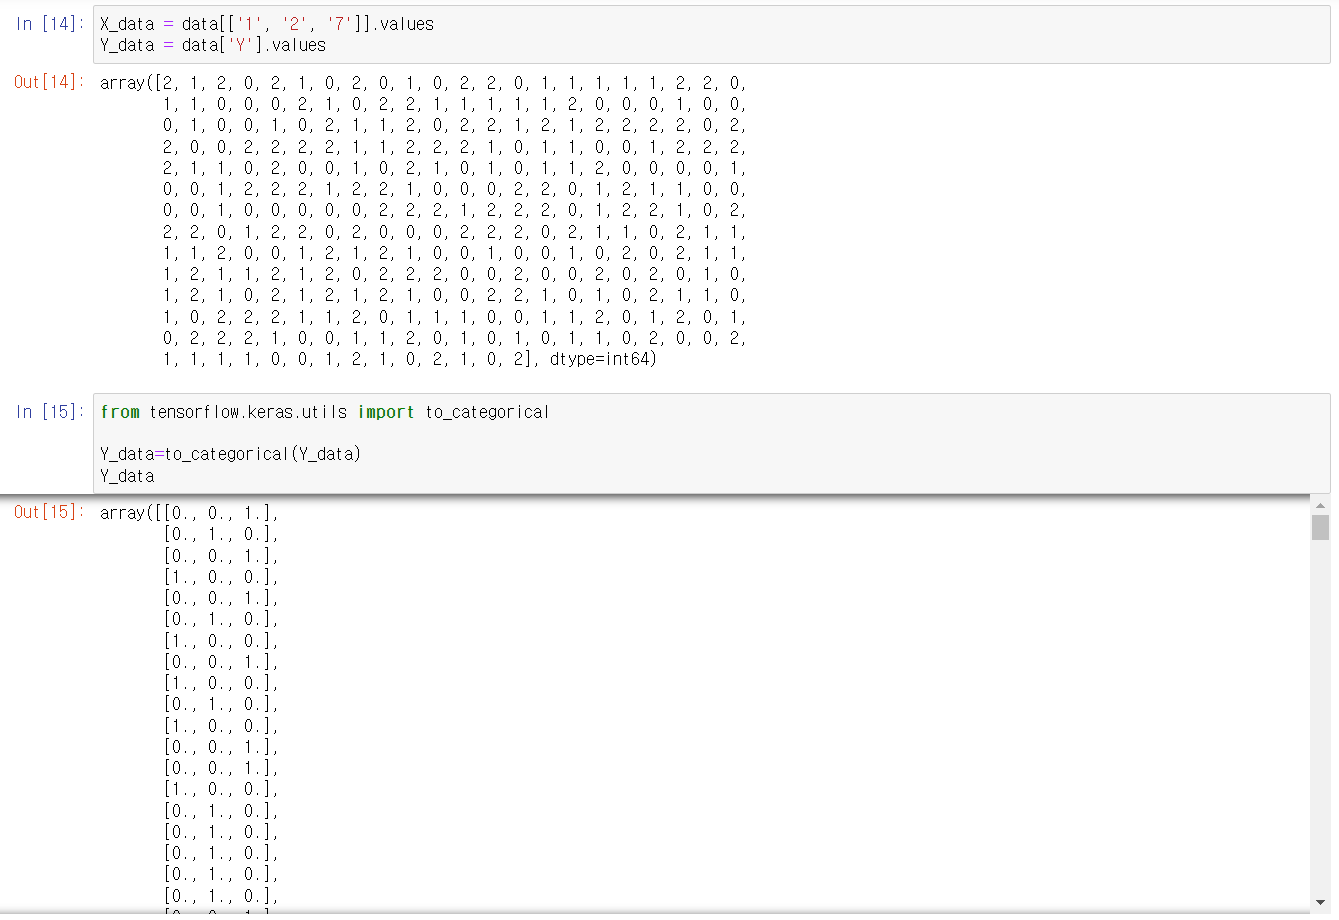 In [14]: X_data = data[['1', '2', '7']].values
Y_data = data['Y'].values
Out[14]: array([2, 1, 2, 0, 2, 1, 0, 2, 0, 1, 0, 2, 2, 0, 1, 1, 1, 1, 1, 2, 2, 0,
1, 1, 0, 0, 0, 2, 1, 0, 2, 2, 1, 1, 1, 1, 1, 2, 0, 0, 0, 1, 0, 0,
0, 1, 0, 0, 1, 0, 2, 1, 1, 2, 0, 2, 2, 1, 2, 1, 2, 2, 2, 2, 0, 2,
2, 0, 0, 2, 2, 2, 2, 1, 1, 2, 2, 2, 1, 0, 1, 1, 0, 0, 1, 2, 2, 2,
2, 1, 1, 0, 2, 0, 0, 1, 0, 2, 1, 0, 1, 0, 1, 1, 2, 0, 0, 0, 0, 1,
0, 0, 1, 2, 2, 2, 1, 2, 2, 1, 0, 0, 0, 2, 2, 0, 1, 2, 1, 1, 0, 0,
0, 0, 1, 0, 0, 0, 0, 0, 2, 2, 2, 1, 2, 2, 2, 0, 1, 2, 2, 1, 0, 2,
2, 2, 0, 1, 2, 2, 0, 2, 0, 0, 0, 2, 2, 2, 0, 2, 1, 1, 0, 2, 1, 1,
1, 1, 2, 0, 0, 1, 2, 1, 2, 1, 0, 0, 1, 0, 0, 1, 0, 2, 0, 2, 1, 1,
1, 2, 1, 1, 2, 1, 2, 0, 2, 2, 2, 0, 0, 2, 0, 0, 2, 0, 2, 0, 1, 0,
1, 2, 1, 0, 2, 1, 2, 1, 2, 1, 0, 0, 2, 2, 1, 0, 1, 0, 2, 1, 1, 0,
1, 0, 2, 2, 2, 1, 1, 2, 0, 1, 1, 1, 0, 0, 1, 1, 2, 0, 1, 2, 0, 1,
0, 2, 2, 2, 1, 0, 0, 1, 1, 2, 0, 1, 0, 1, 0, 1, 1, 0, 2, 0, 0, 2,
1, 1, 1, 1, 0, 0, 1, 2, 1, 0, 2, 1, 0, 2], dtype=int64)
In [15]: from tensorflow.keras.utils import to_categorical
Y_data=to_categorical(Y_data)
Y_data
Out[15]: array([[0., 0., 1.],
[0., 1., 0.],
[0., 0., 1.],
[1., 0., 0.],
[0., 0., 1.],
[0., 1., 0.],
[1., 0., 0.],
[0., 0., 1.],
[1., 0., 0.],
[0., 1., 0.],
[1., 0., 0.],
[0., 0., 1.],
[0., 0., 1.],
[1., 0., 0.],
[0., 1., 0.],
[0., 1., 0.],
[0., 1., 0.],
[0., 1., 0.],
[0., 1., 0.],